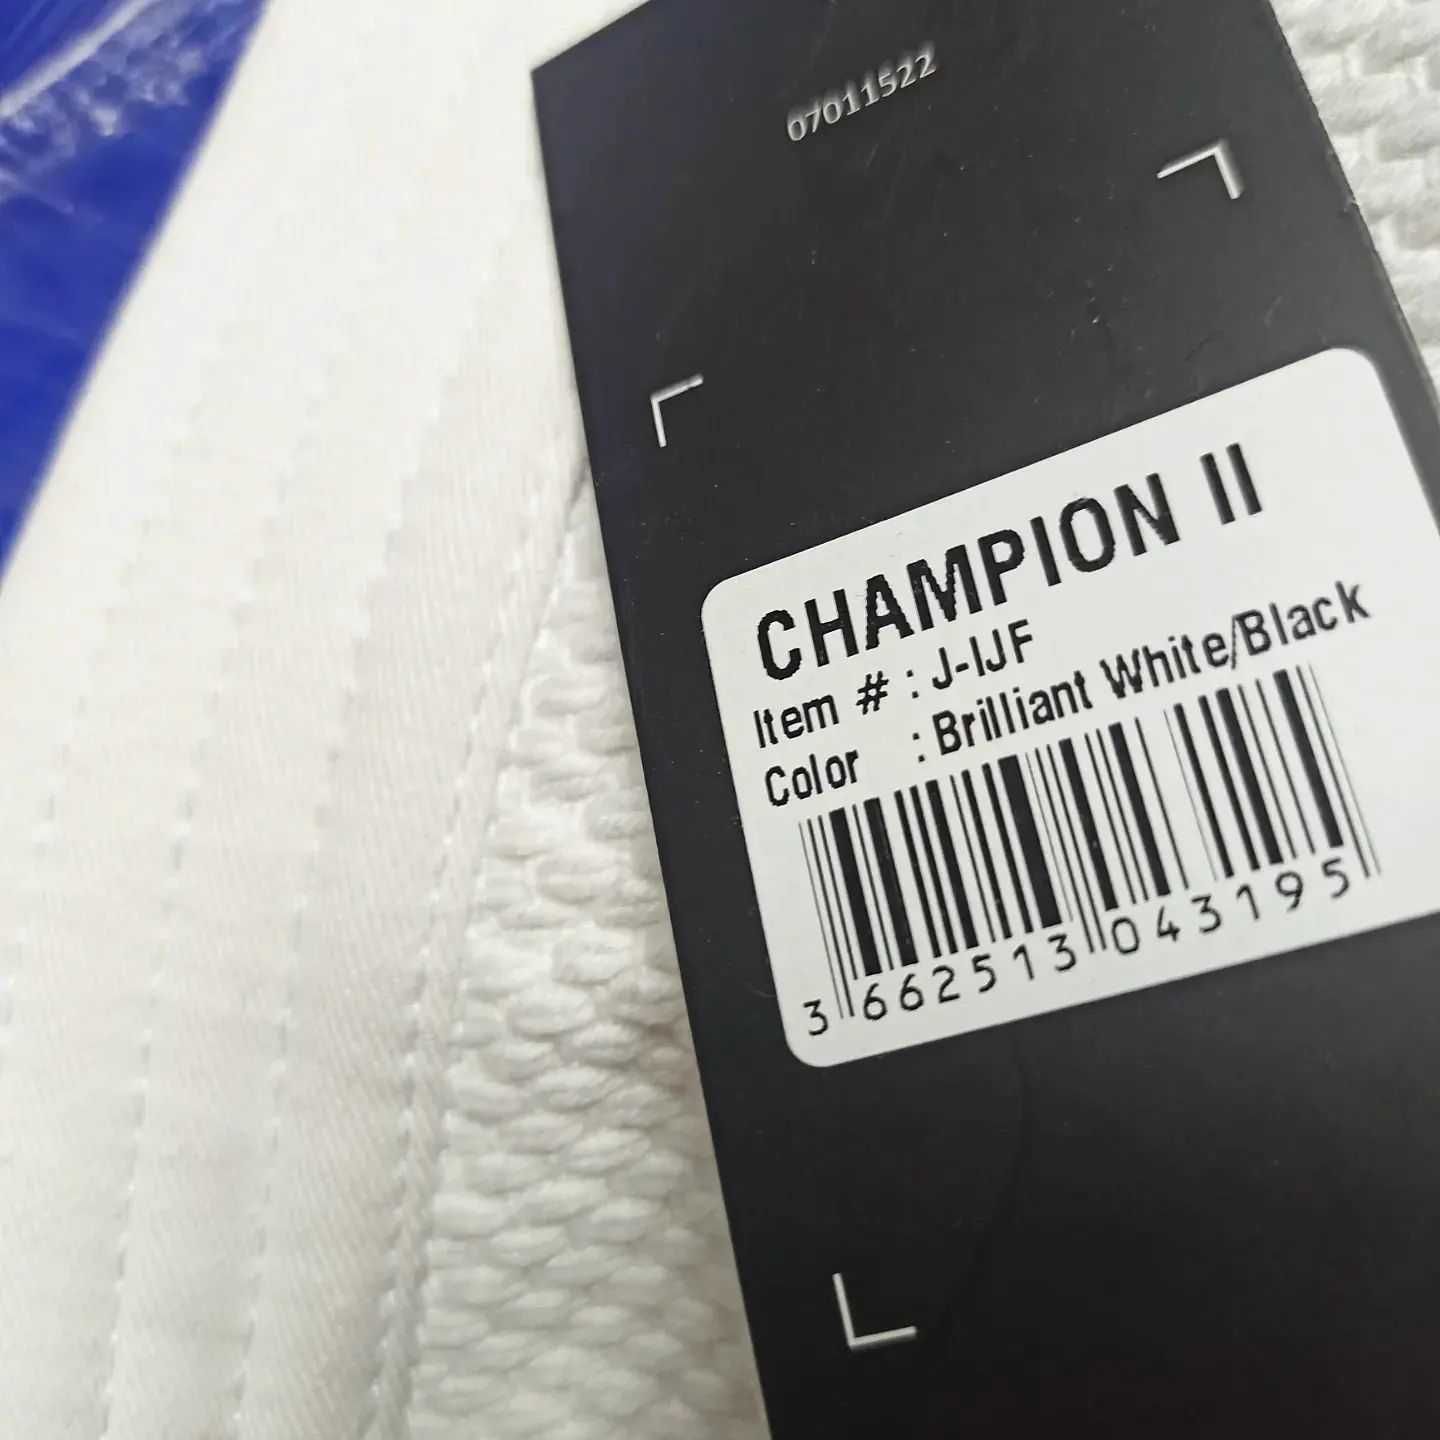 07011522
CHAMPION II
Item # : J-IJF
Color : Brilliant White/Black
3 662513 043195